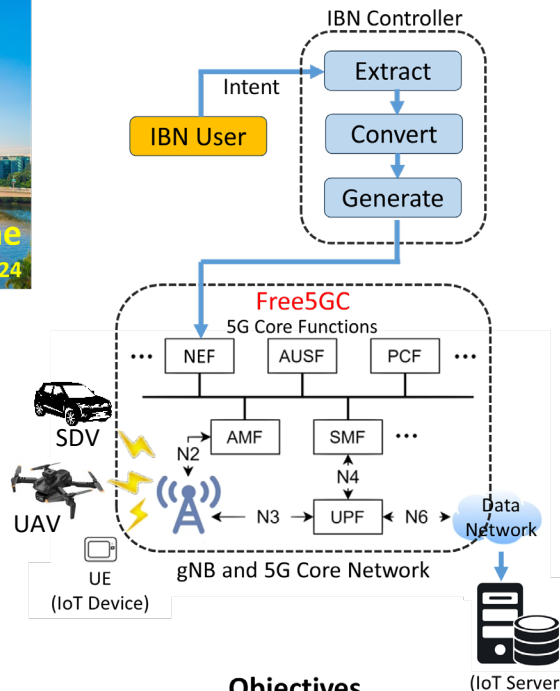 IBN Controller
Extract
Intent
IBN User
Convert
Generate
24
Free5GC
5G Core Functions
... NEF AUSF PCF ...
SDV
AMF SMF ...
N2
N4
UAV
N3 UPF N6
Data
Network
UE
(IoT Device)
gNB and 5G Core Network
(IoT Server
Objectives